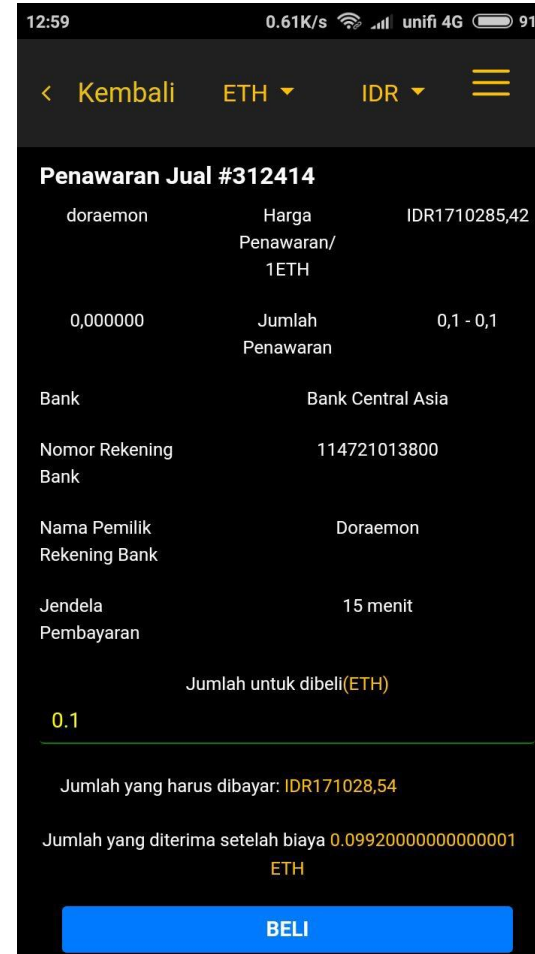 12:59 0.61K/s unifi 4G 91
< Kembali ETH IDR
Penawaran Jual #312414
doraemon Harga IDR1710285,42
Penawaran/
1ETH
0,000000 Jumlah 0,1 - 0,1
Penawaran
Bank Bank Central Asia
Nomor Rekening 114721013800
Bank
Nama Pemilik Doraemon
Rekening Bank
Jendela 15 menit
Pembayaran
Jumlah untuk dibeli(ETH)
0.1
Jumlah yang harus dibayar: IDR171028,54
Jumlah yang diterima setelah biaya 0.09920000000000001
ETH
BELI